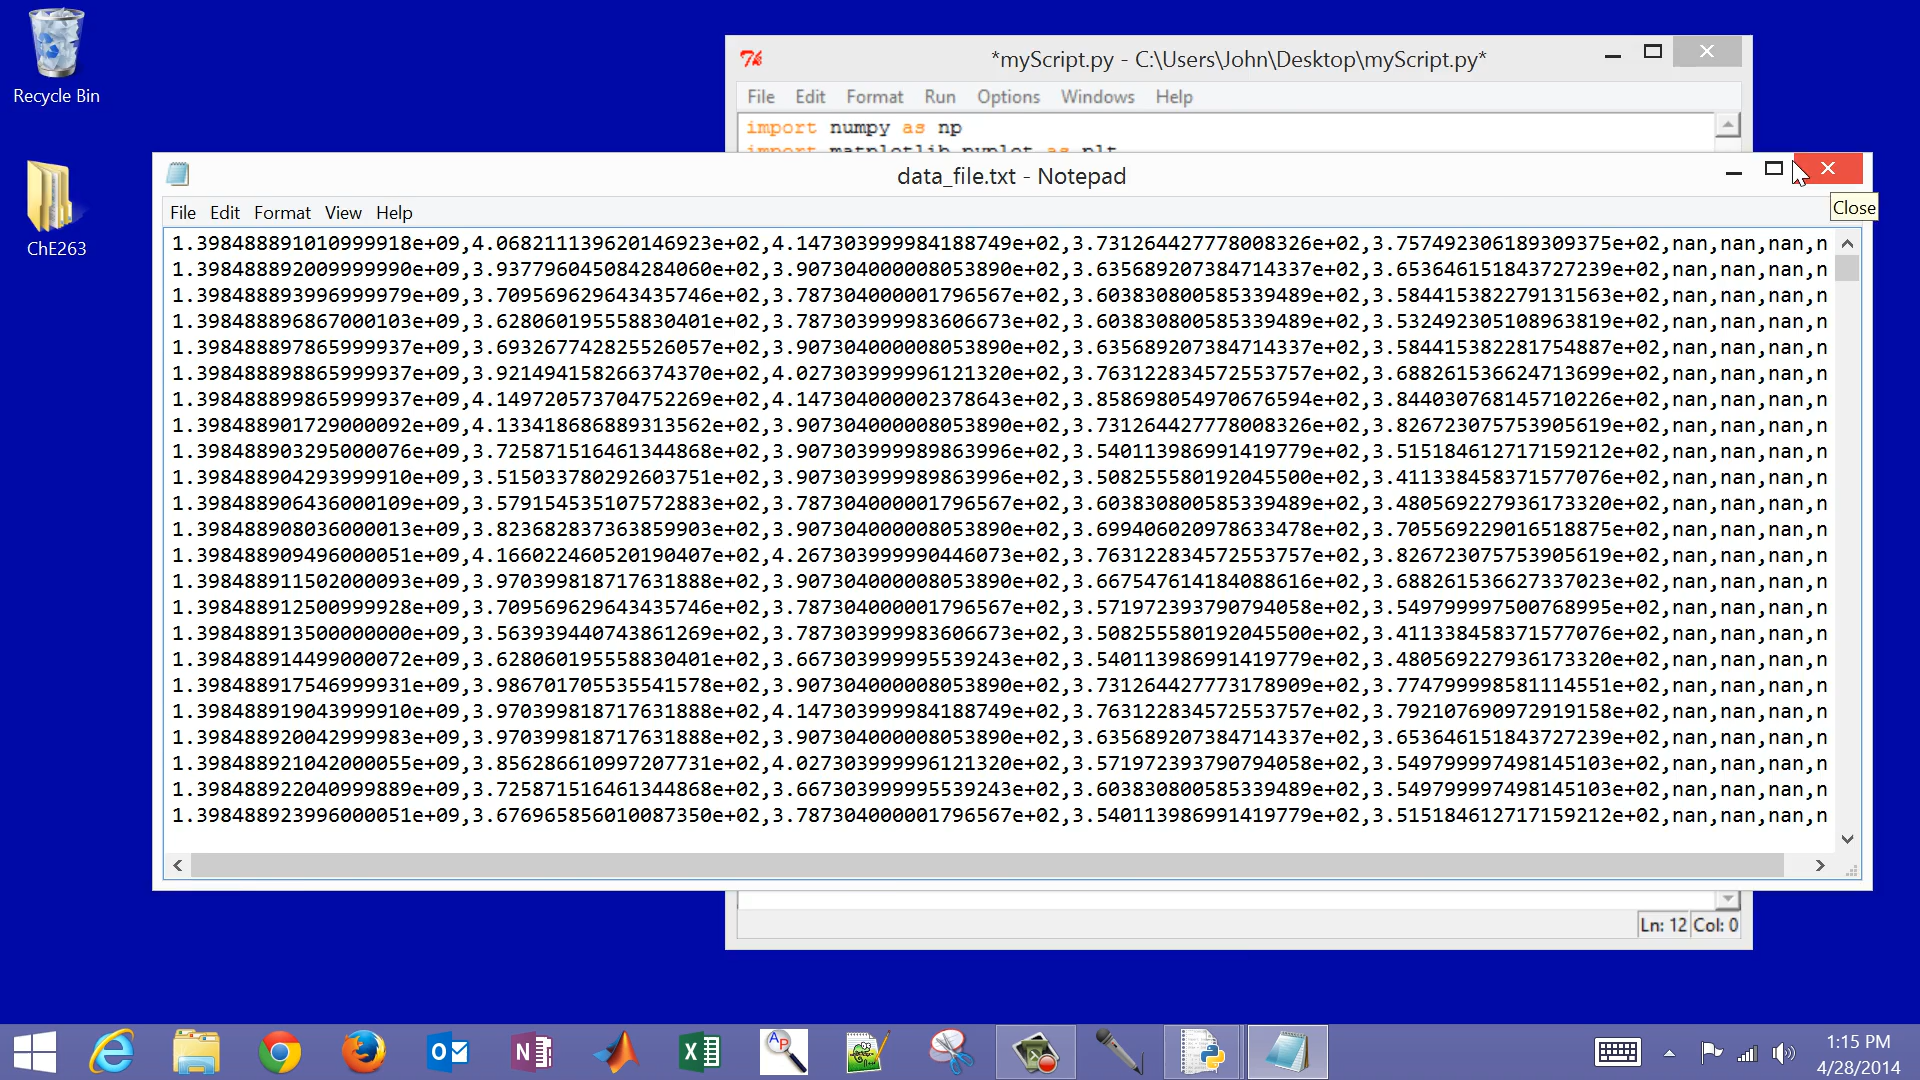 Recycle Bin
ChE263
*myScript.py - C:\Users\John\Desktop\myScript.py*
File Edit Format Run Options Windows Help
import numpy as np
import matplotlib.pyplot as plt
data_file.txt - Notepad
Close
File Edit Format View Help
1.398488891010999918e+09,4.068211139620146923e+02,4.147303999984188749e+02,3.731264427778008326e+02,3.757492306189309375e+02,nan,nan,nan,n
1.398488892009999990e+09,3.937796045084284060e+02,3.907304000008053890e+02,3.635689207384714337e+02,3.653646151843727239e+02,nan,nan,nan,n
1.398488893996999979e+09,3.709569629643435746e+02,3.787304000001796567e+02,3.603830800585339489e+02,3.584415382279131563e+02,nan,nan,nan,n
1.398488896867000103e+09,3.628060195558830401e+02,3.787303999983606673e+02,3.603830800585339489e+02,3.532492305108963819e+02,nan,nan,nan,n
1.398488897865999937e+09,3.693267742825526057e+02,3.907304000008053890e+02,3.635689207384714337e+02,3.584415382281754887e+02,nan,nan,nan,n
1.398488898865999937e+09,3.921494158266374370e+02,4.027303999996121320e+02,3.763122834572553757e+02,3.688261536624713699e+02,nan,nan,nan,n
1.398488899865999937e+09,4.149720573704752269e+02,4.147304000002378643e+02,3.858698054970676594e+02,3.844030768145710226e+02,nan,nan,nan,n
1.398488901729000092e+09,4.133418686889313562e+02,3.907304000008053890e+02,3.731264427778008326e+02,3.826723075753905619e+02,nan,nan,nan,n
1.398488903295000076e+09,3.725871516461344868e+02,3.907303999989863996e+02,3.540113986991419779e+02,3.515184612717159212e+02,nan,nan,nan,n
1.398488904293999910e+09,3.515033780292603751e+02,3.907303999989863996e+02,3.508255580192045500e+02,3.411338458371577076e+02,nan,nan,nan,n
1.398488906436000109e+09,3.579154535107572883e+02,3.787304000001796567e+02,3.603830800585339489e+02,3.480569227936173320e+02,nan,nan,nan,n
1.398488908036000013e+09,3.823682837363859903e+02,3.907304000008053890e+02,3.699406020978633478e+02,3.705569229016518875e+02,nan,nan,nan,n
1.398488909496000051e+09,4.166022460520190407e+02,4.267303999990446073e+02,3.763122834572553757e+02,3.826723075753905619e+02,nan,nan,nan,n
1.398488911502000093e+09,3.970399818717631888e+02,3.907304000008053890e+02,3.667547614184088616e+02,3.688261536627337023e+02,nan,nan,nan,n
1.398488912500999928e+09,3.709569629643435746e+02,3.787304000001796567e+02,3.571972393790794058e+02,3.549799997500768995e+02,nan,nan,nan,n
1.398488913500000000e+09,3.563939440743861269e+02,3.787303999983606673e+02,3.508255580192045500e+02,3.411338458371577076e+02,nan,nan,nan,n
1.398488914499000072e+09,3.628060195558830401e+02,3.667303999995539243e+02,3.540113986991419779e+02,3.480569227936173320e+02,nan,nan,nan,n
1.398488917546999931e+09,3.986701705535541578e+02,3.907304000008053890e+02,3.731264427773178909e+02,3.774799998581114551e+02,nan,nan,nan,n
1.398488919043999910e+09,3.970399818717631888e+02,4.147303999984188749e+02,3.763122834572553757e+02,3.792107690972919158e+02,nan,nan,nan,n
1.398488920042999983e+09,3.970399818717631888e+02,3.907304000008053890e+02,3.635689207384714337e+02,3.653646151843727239e+02,nan,nan,nan,n
1.398488921042000055e+09,3.856286610997207731e+02,4.027303999996121320e+02,3.571972393790794058e+02,3.549799997498145103e+02,nan,nan,nan,n
1.398488922040999889e+09,3.725871516461344868e+02,3.667303999995539243e+02,3.603830800585339489e+02,3.549799997498145103e+02,nan,nan,nan,n
1.398488923996000051e+09,3.676965856010087350e+02,3.787304000001796567e+02,3.540113986991419779e+02,3.515184612717159212e+02,nan,nan,nan,n
Ln: 12 Col: 0
1:15 PM
4/28/2014